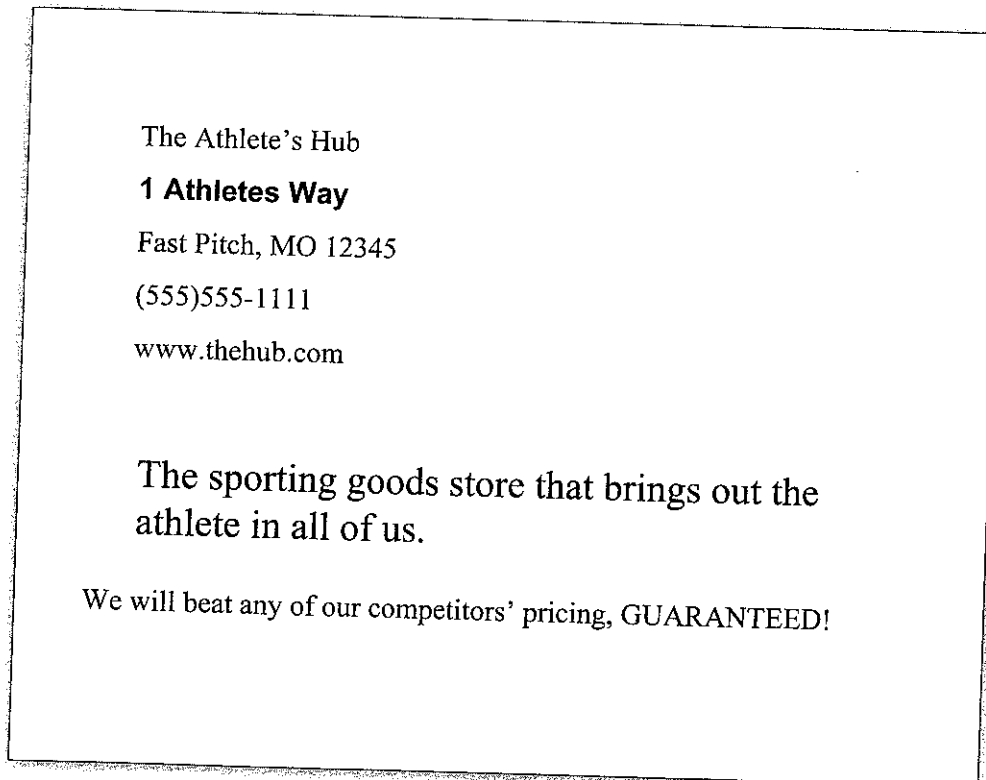 The Athlete's Hub
1 Athletes Way
Fast Pitch, MO 12345
(555)555-1111
www.thehub.com
The sporting goods store that brings out the
athlete in all of us.
We will beat any of our competitors' pricing, GUARANTEED!